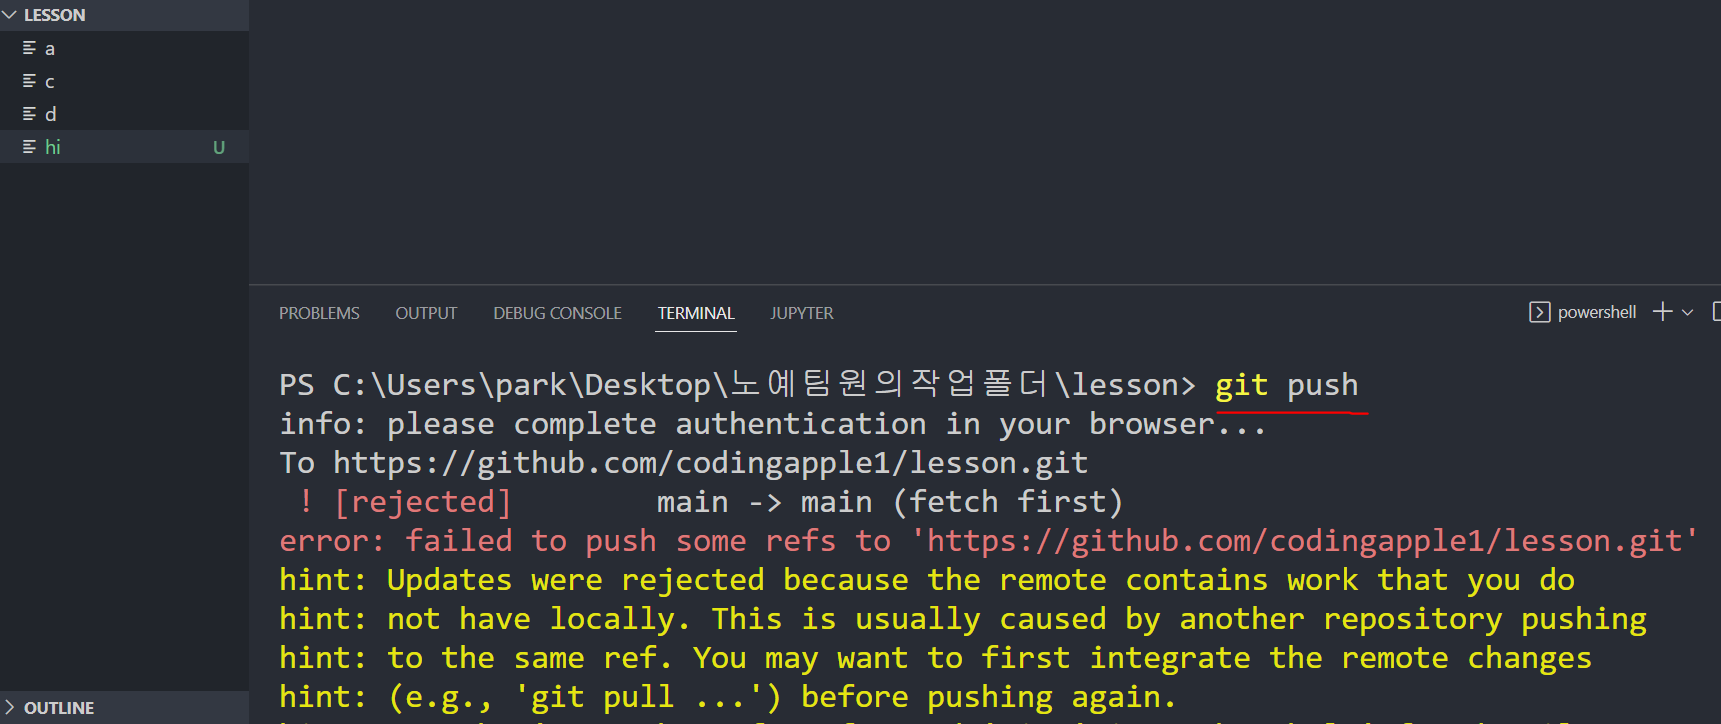 LESSON
a
c
d
hi U
PROBLEMS OUTPUT DEBUG CONSOLE TERMINAL JUPYTER powershell
PS C:\Users\park\Desktop\노예팀원의작업폴더\lesson> git push
info: please complete authentication in your browser...
To https://github.com/codingapple1/lesson.git
 ! [rejected]        main -> main (fetch first)
error: failed to push some refs to 'https://github.com/codingapple1/lesson.git'
hint: Updates were rejected because the remote contains work that you do
hint: not have locally. This is usually caused by another repository pushing
hint: to the same ref. You may want to first integrate the remote changes
hint: (e.g., 'git pull ...') before pushing again.
OUTLINE